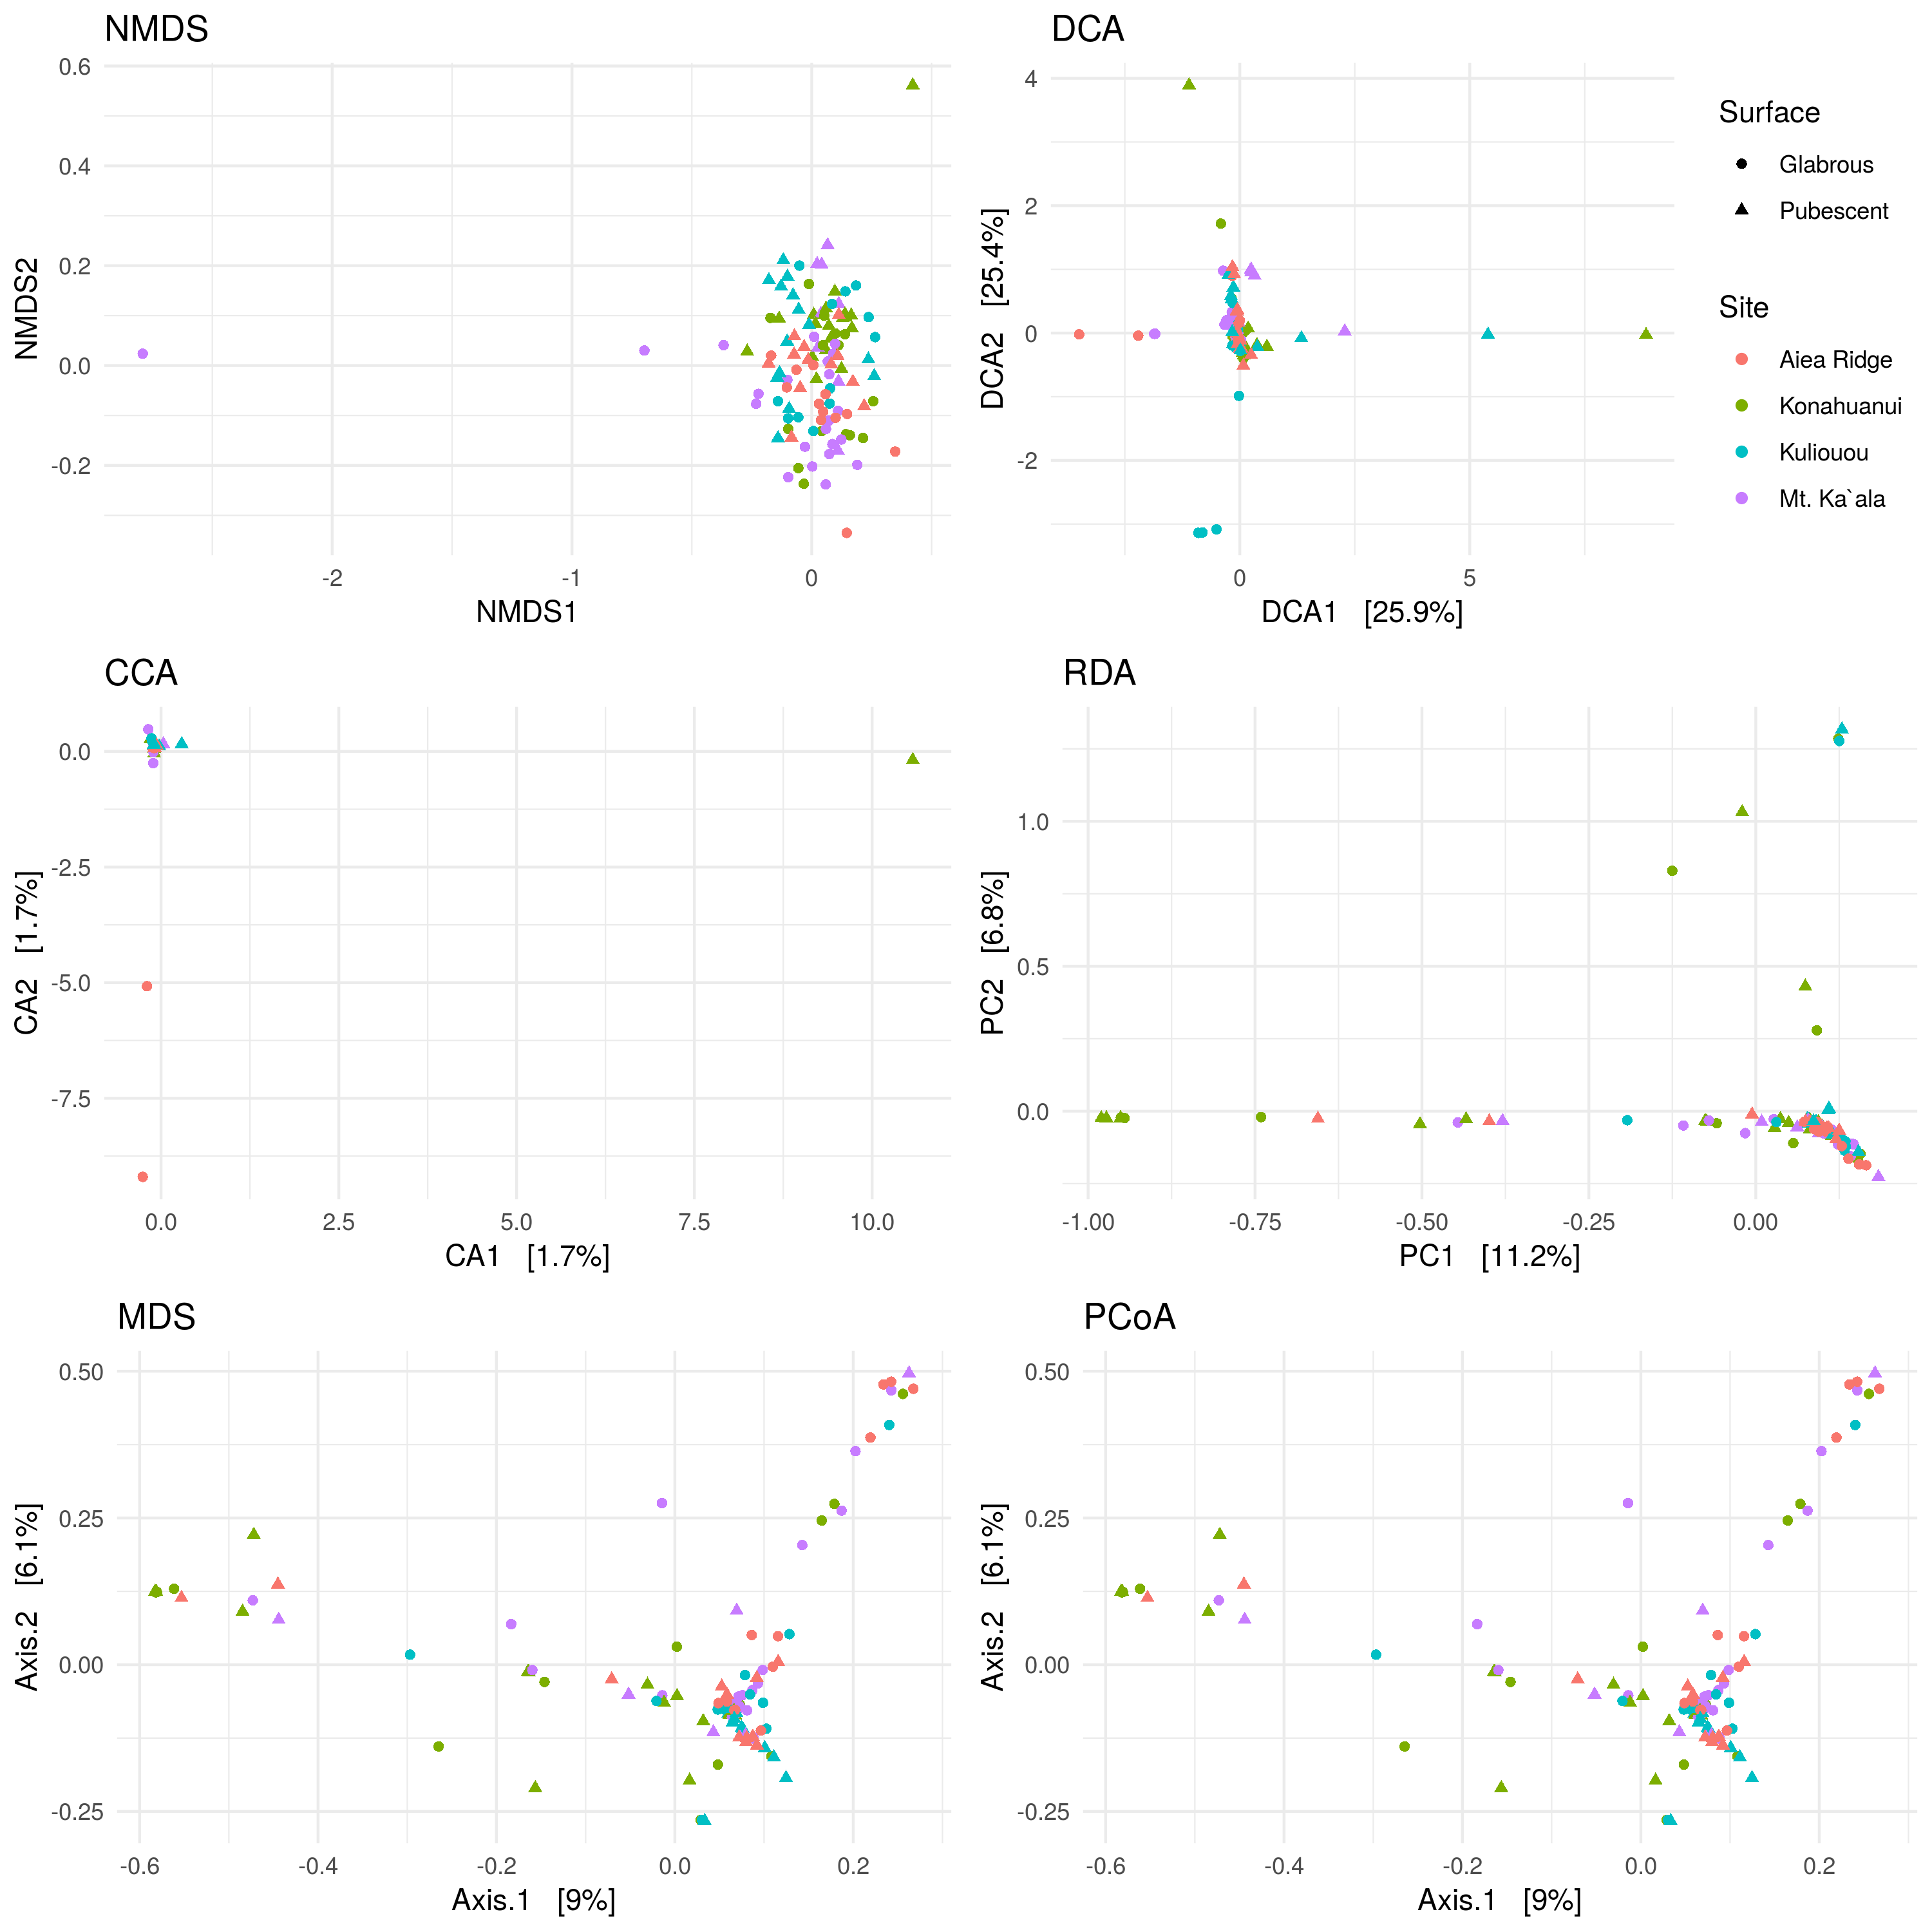 NMDS
0.6
0.4
0.2
0.0
-0.2
NMDS2
-2
-1
0
NMDS1
DCA
4
2
0
-2
DCA2 [25.4%]
0
5
DCA1 [25.9%]
Surface
Glabrous
Pubescent
Site
Aiea Ridge
Konahuanui
Kuliouou
Mt. Ka`ala
CCA
0.0
-2.5
-5.0
-7.5
CA2 [1.7%]
0.0
2.5
5.0
7.5
10.0
CA1 [1.7%]
RDA
1.0
0.5
0.0
PC2 [6.8%]
-1.00
-0.75
-0.50
-0.25
0.00
PC1 [11.2%]
MDS
0.50
0.25
0.00
-0.25
Axis.2 [6.1%]
-0.6
-0.4
-0.2
0.0
0.2
Axis.1 [9%]
PCoA
0.50
0.25
0.00
-0.25
Axis.2 [6.1%]
-0.6
-0.4
-0.2
0.0
0.2
Axis.1 [9%]